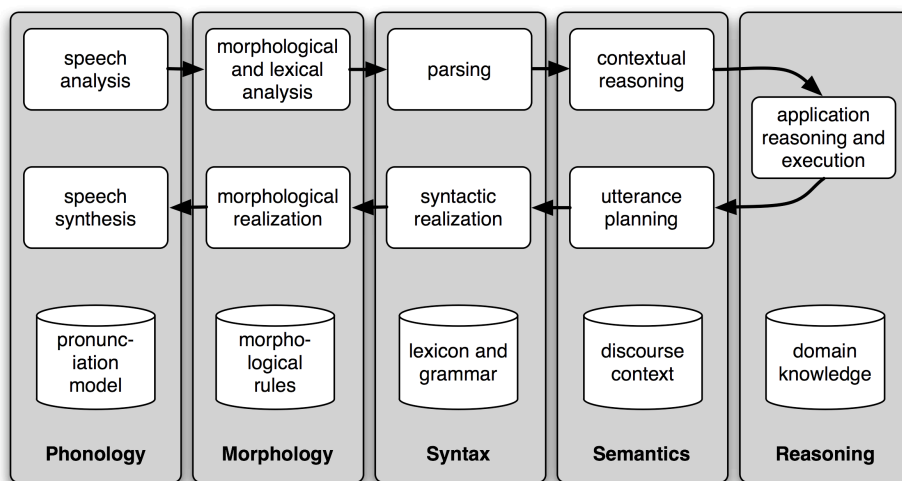 speech
analysis
morphological
and lexical
analysis
parsing
contextual
reasoning
application
reasoning and
execution
speech
synthesis
morphological
realization
syntactic
realization
utterance
planning
pronunc-
iation
model
morpho-
logical
rules
lexicon and
grammar
discourse
context
domain
knowledge
Phonology
Morphology
Syntax
Semantics
Reasoning